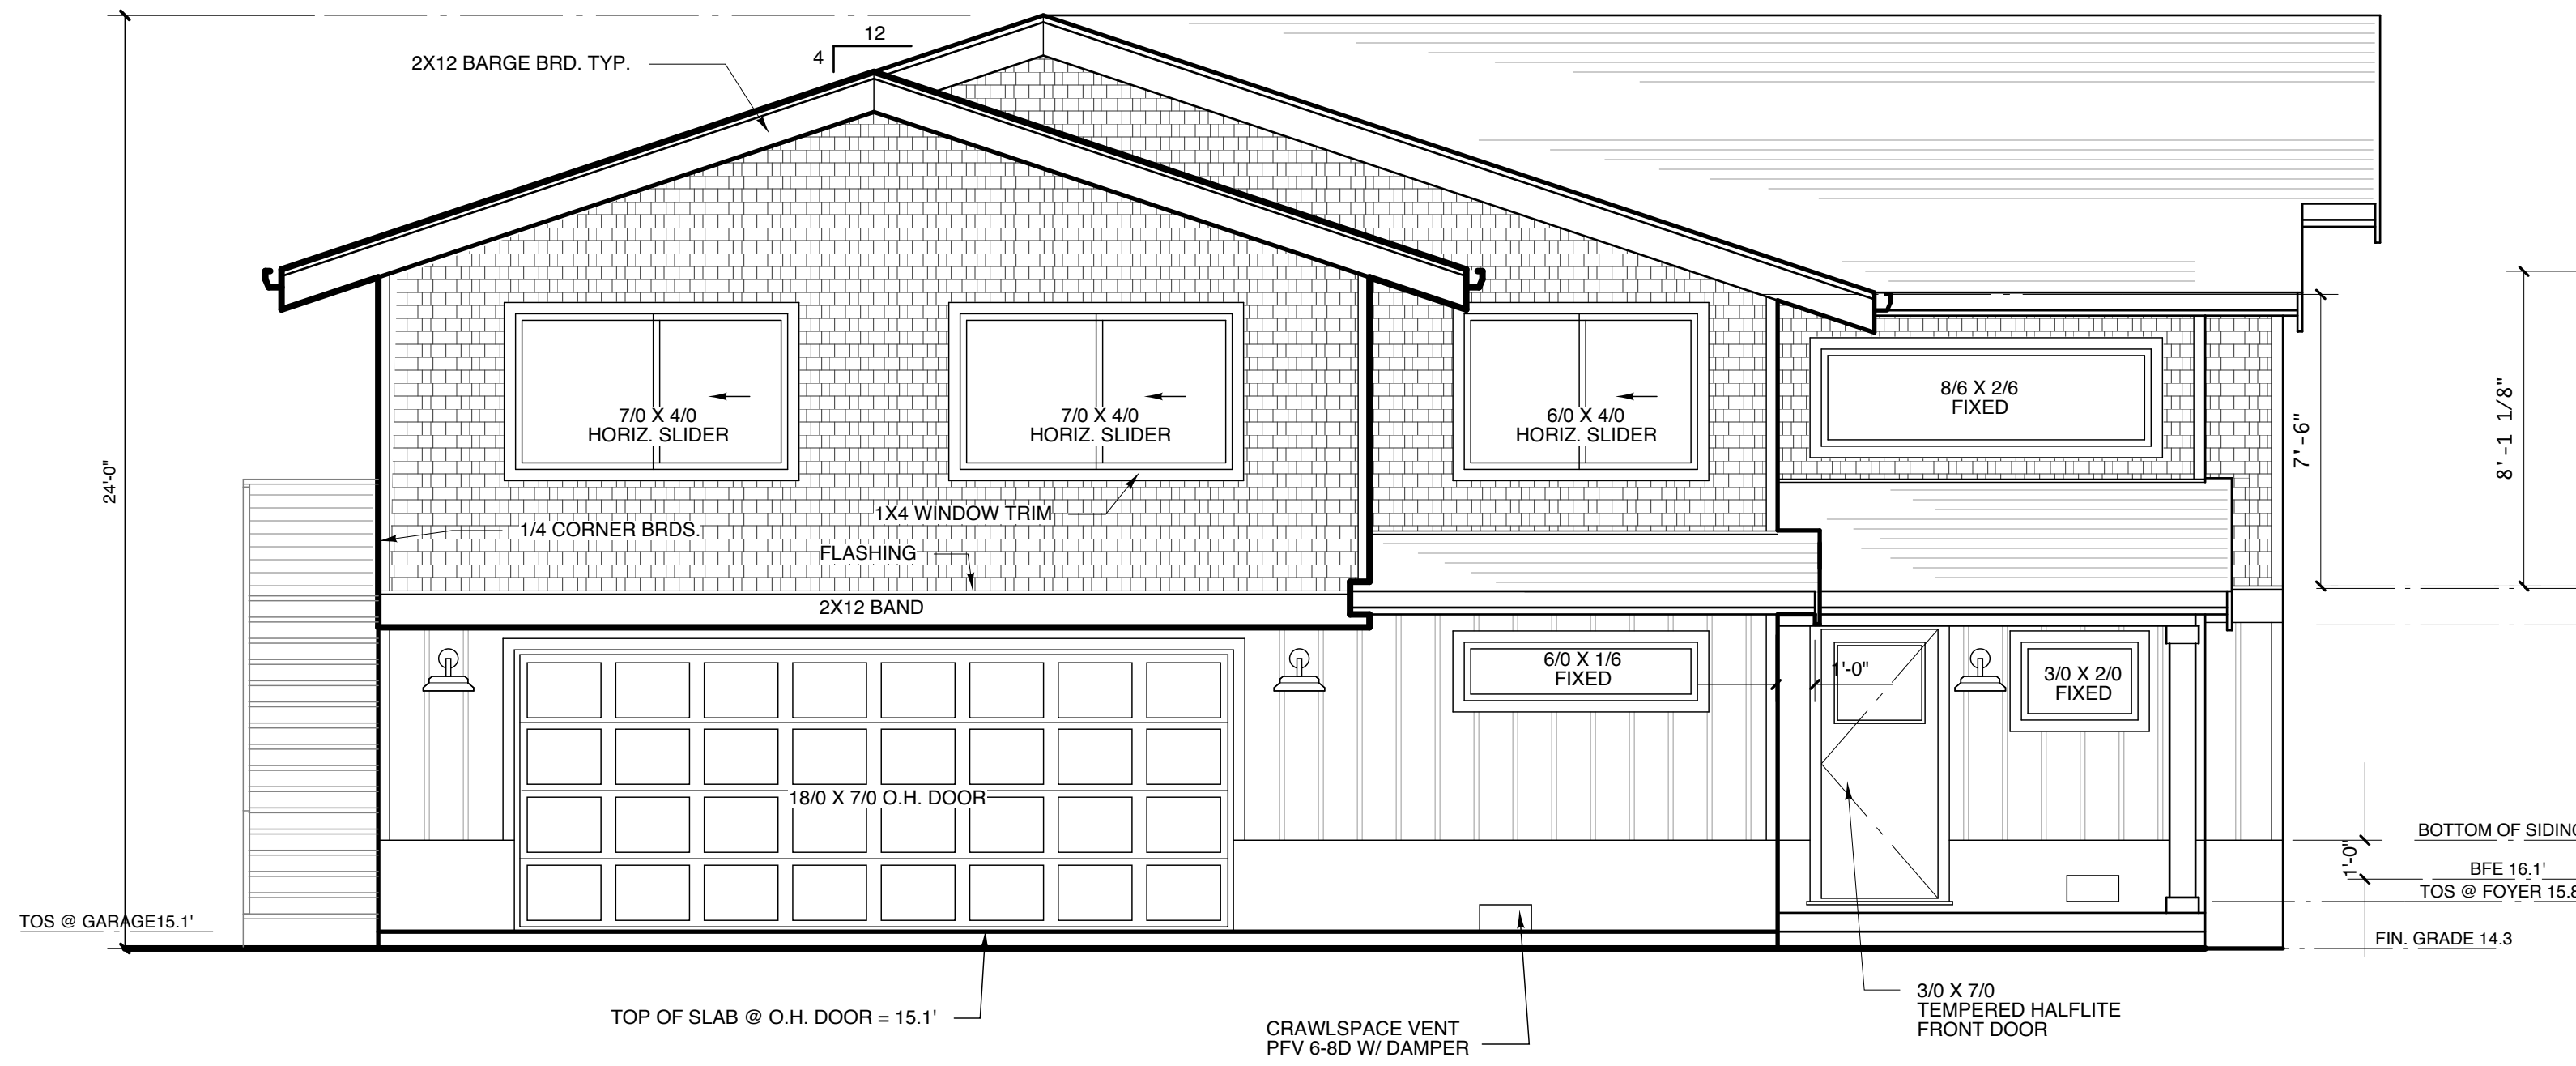 12
4
2X12 BARGE BRD. TYP.
8/6 X 2/6
FIXED
7/0 X 4/0
HORIZ. SLIDER
7/0 X 4/0
HORIZ. SLIDER
6/0 X 4/0
HORIZ. SLIDER
7'-6"
8'-1 1/8"
24'-0"
1X4 WINDOW TRIM
1/4 CORNER BRDS.
FLASHING
2X12 BAND
6/0 X 1/6
FIXED
1'-0"
3/0 X 2/0
FIXED
18/0 X 7/0 O.H. DOOR
BOTTOM OF SIDING
1'-0"
BFE 16.1'
TOS @ FOYER 15.8
TOS @ GARAGE15.1'
FIN. GRADE 14.3
TOP OF SLAB @ O.H. DOOR = 15.1'
CRAWLSPACE VENT
PFV 6-8D W/ DAMPER
3/0 X 7/0
TEMPERED HALFLITE
FRONT DOOR